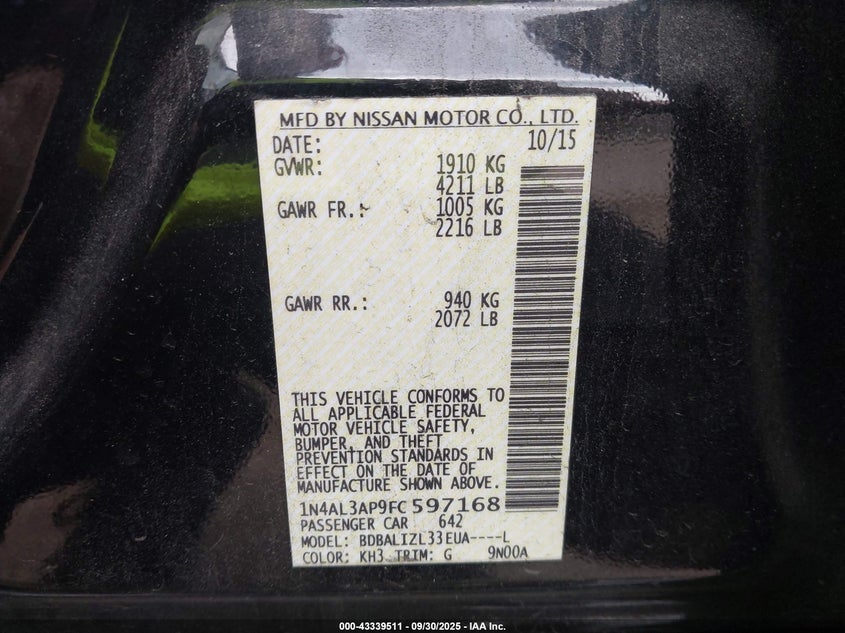 MFD BY NISSAN MOTOR CO., LTD.
DATE: 10/15
GVWR: 1910 KG
4211 LB
GAWR FR.: 1005 KG
2216 LB
GAWR RR.: 940 KG
2072 LB
THIS VEHICLE CONFORMS TO
ALL APPLICABLE FEDERAL
MOTOR VEHICLE SAFETY,
BUMPER, AND THEFT
PREVENTION STANDARDS IN
EFFECT ON THE DATE OF
MANUFACTURE SHOWN ABOVE.
1N4AL3AP9FC597168
PASSENGER CAR 642
MODEL: BDBALIZL33EUA----L
COLOR: KH3 TRIM: G 9N00A
000-43339511 - 09/30/2025 - IAA Inc.